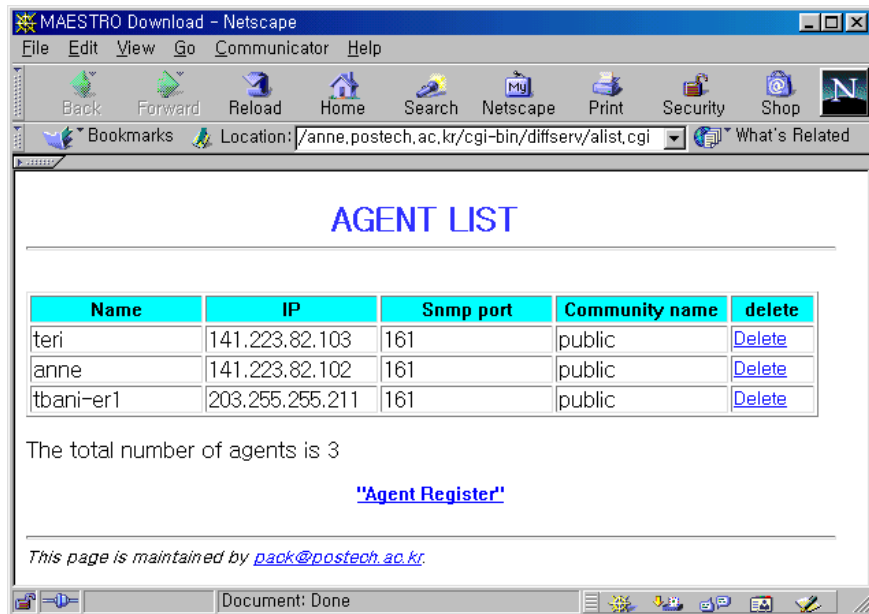 MAESTRO Download - Netscape
File Edit View Go Communicator Help
Back Forward Reload Home Search Netscape Print Security Shop
My
N
Bookmarks Location: /anne,postech,ac,kr/cgi-bin/diffserv/alist,cgi What's Related
AGENT LIST
Name IP Snmp port Community name delete
teri 141.223.82.103 161 public Delete
anne 141.223.82.102 161 public Delete
tbani-er1 203.255.255.211 161 public Delete
The total number of agents is 3
"Agent Register"
This page is maintained by pack@postech.ac.kr.
Document: Done